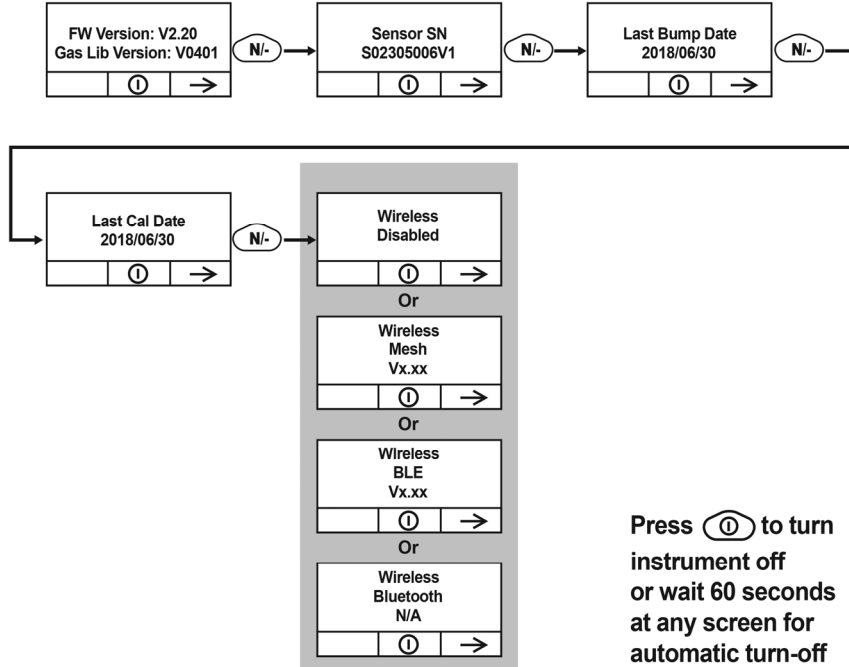 FW Version: V2.20
Gas Lib Version: V0401
N/-
Sensor SN
S02305006V1
N/-
Last Bump Date
2018/06/30
N/-
Last Cal Date
2018/06/30
N/-
Wireless
Disabled
Or
Wireless
Mesh
Vx.xx
Or
WIreless
BLE
Vx.xx
Or
Wireless
Bluetooth
N/A
Press to turn
instrument off
or wait 60 seconds
at any screen for
automatic turn-off